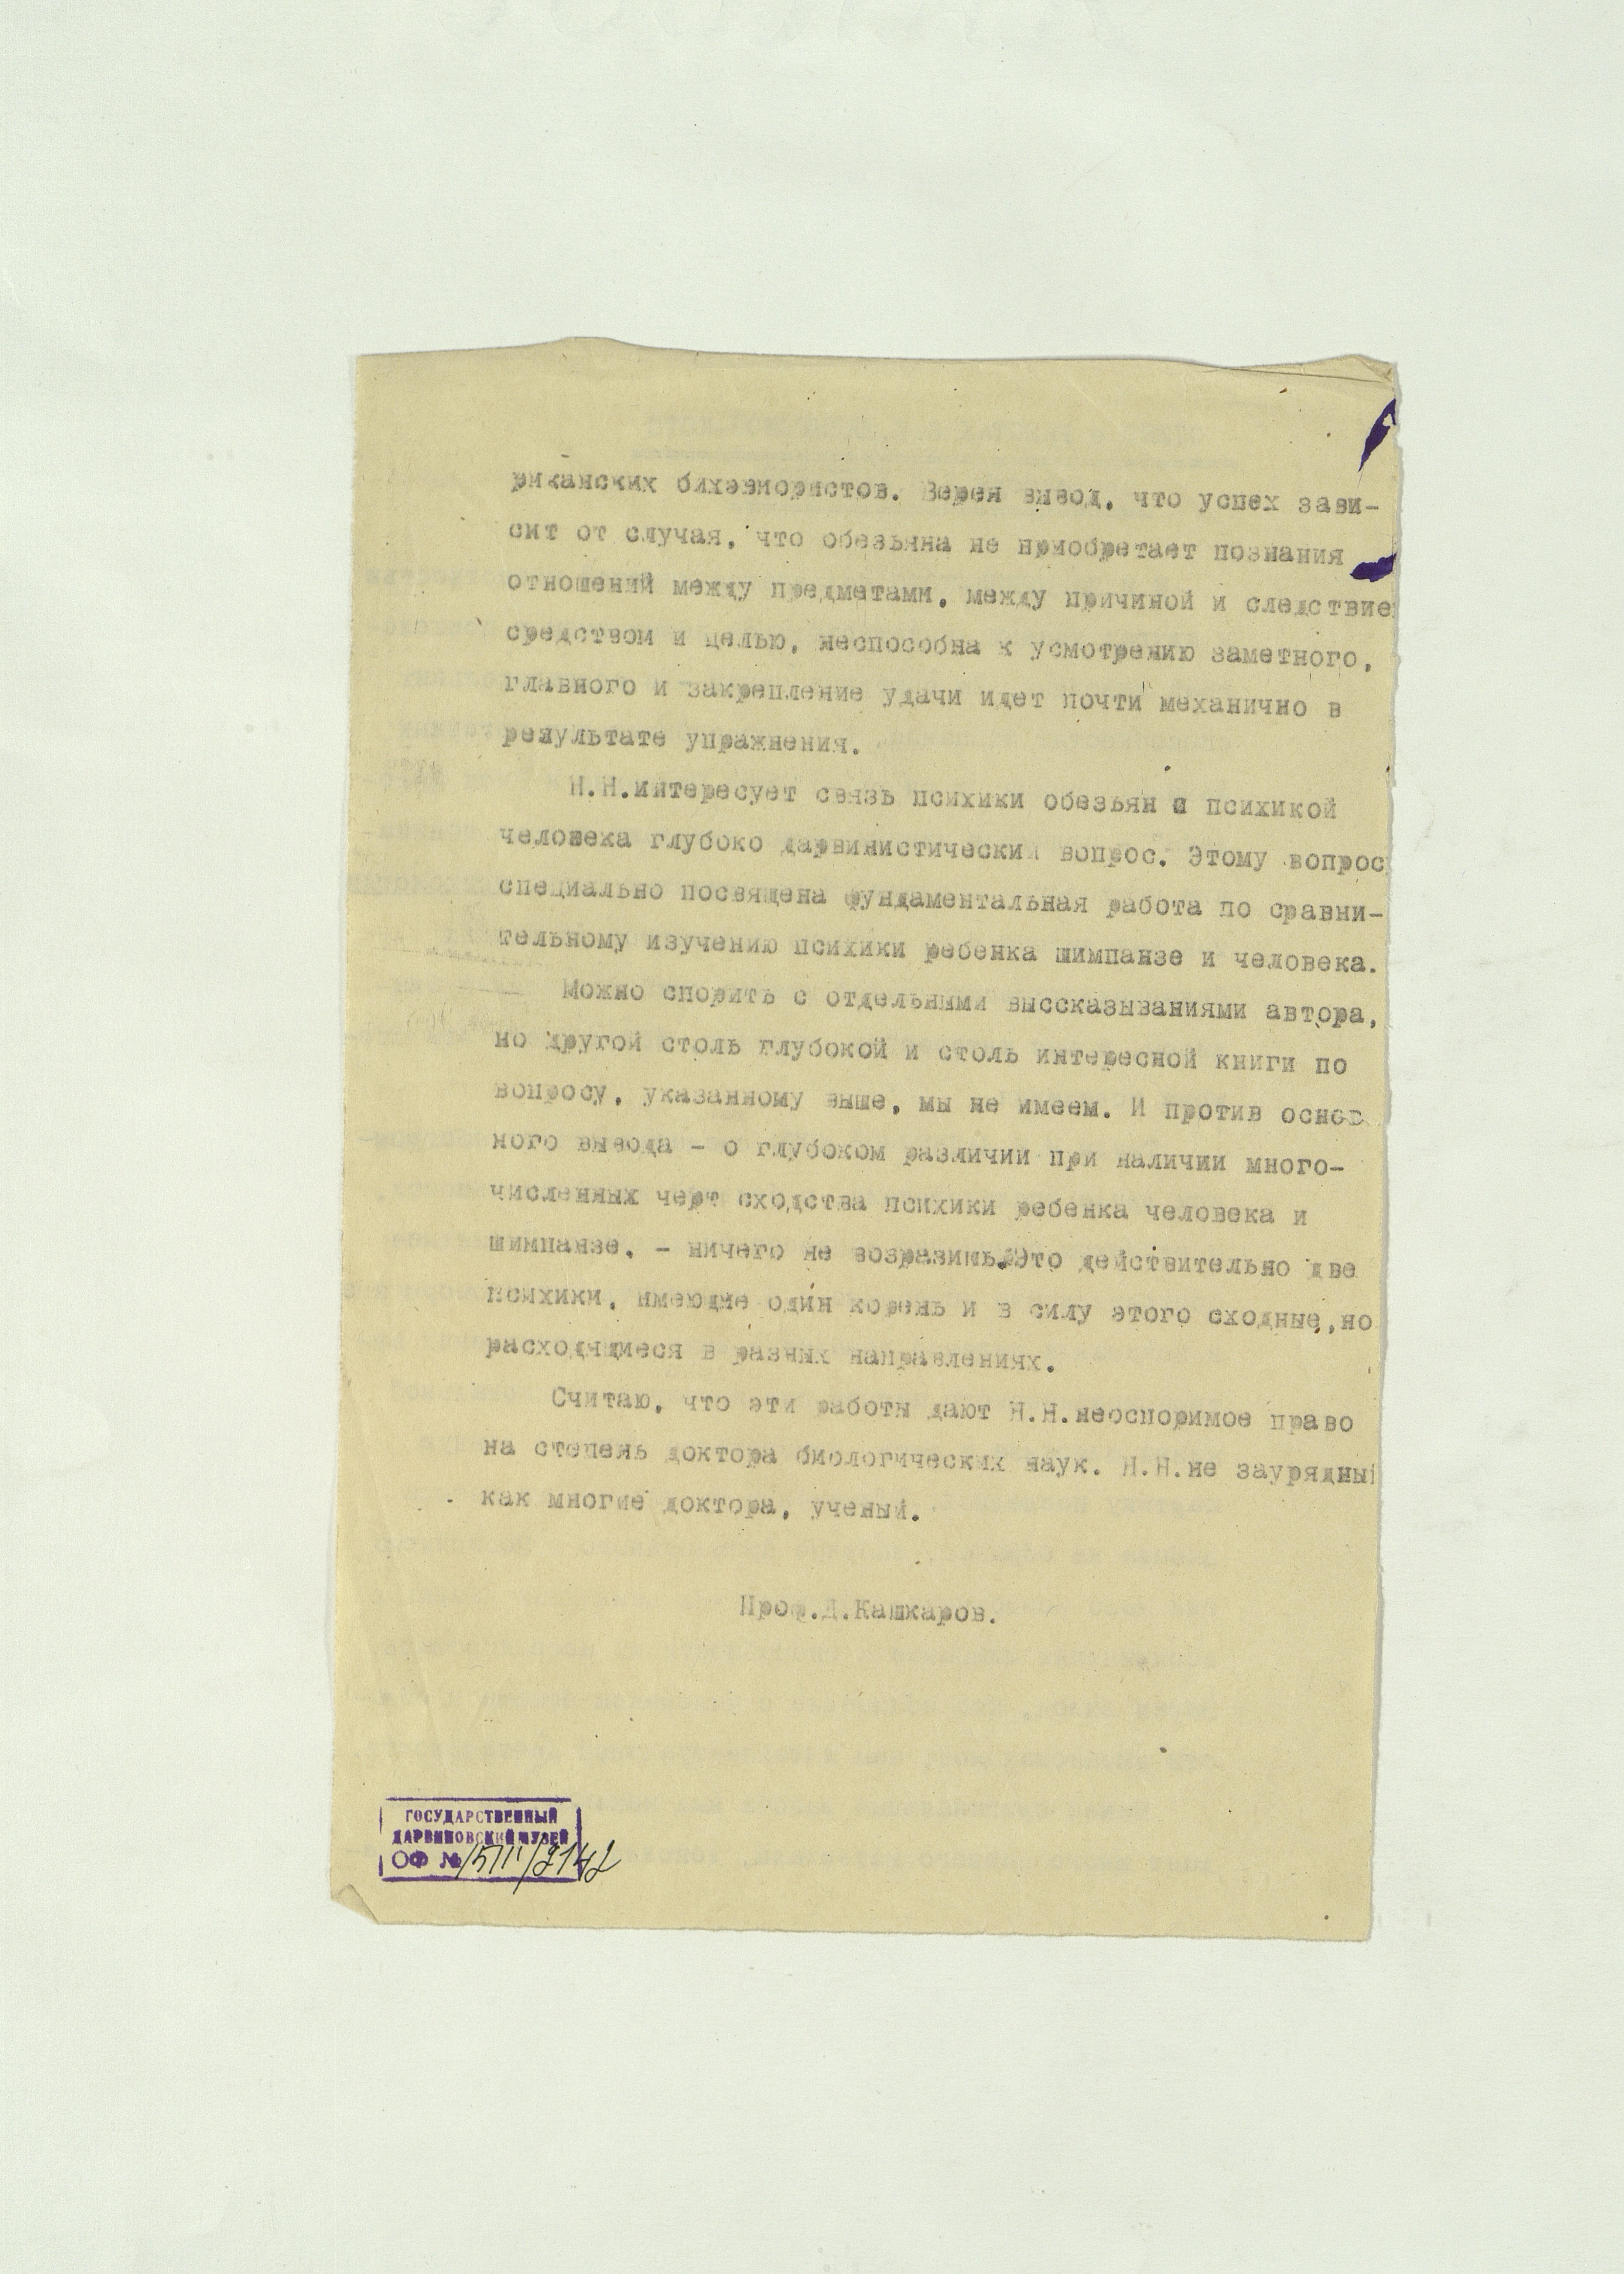 риканских бихэвиористов. Верен вывод, что успех зави-
сит от случая, что обезьяна не приобретает познания
отношений между предметами, между причиной и следствие
средством и целью, неспособна к усмотрению заметного,
главного и закрепление удачи идет почти механично в
результате упражнения.
Н.Н.интересует связь психики обезьян с психикой
человека глубоко дарвинистический вопрос. Этому вопрос
специально посвящена фундаментальная работа по сравни-
тельному изучению психики ребенка шимпанзе и человека.
Можно спорить с отдельными выссказываниями автора,
но другой столь глубокой и столь интересной книги по
вопросу, указанному выше, мы не имеем. И против основ
ного вывода - о глубоком различии при наличии много-
численных черт сходства психики ребенка человека и
шимпанзе, - ничего не возразишь.Это действительно две
психики, имеющие один корень и в силу этого сходные,но
расходящиеся в разных направлениях.
Считаю, что эти работы дают Н.Н.неоспоримое право
на степень доктора биологических наук. Н.Н.не заурядный
как многие доктора, ученый.
Проф.Д.Кашкаров.
ГОСУДАРСТВЕННЫЙ
ДАРВИНОВСКИЙ МУЗЕЙ
ОФ №